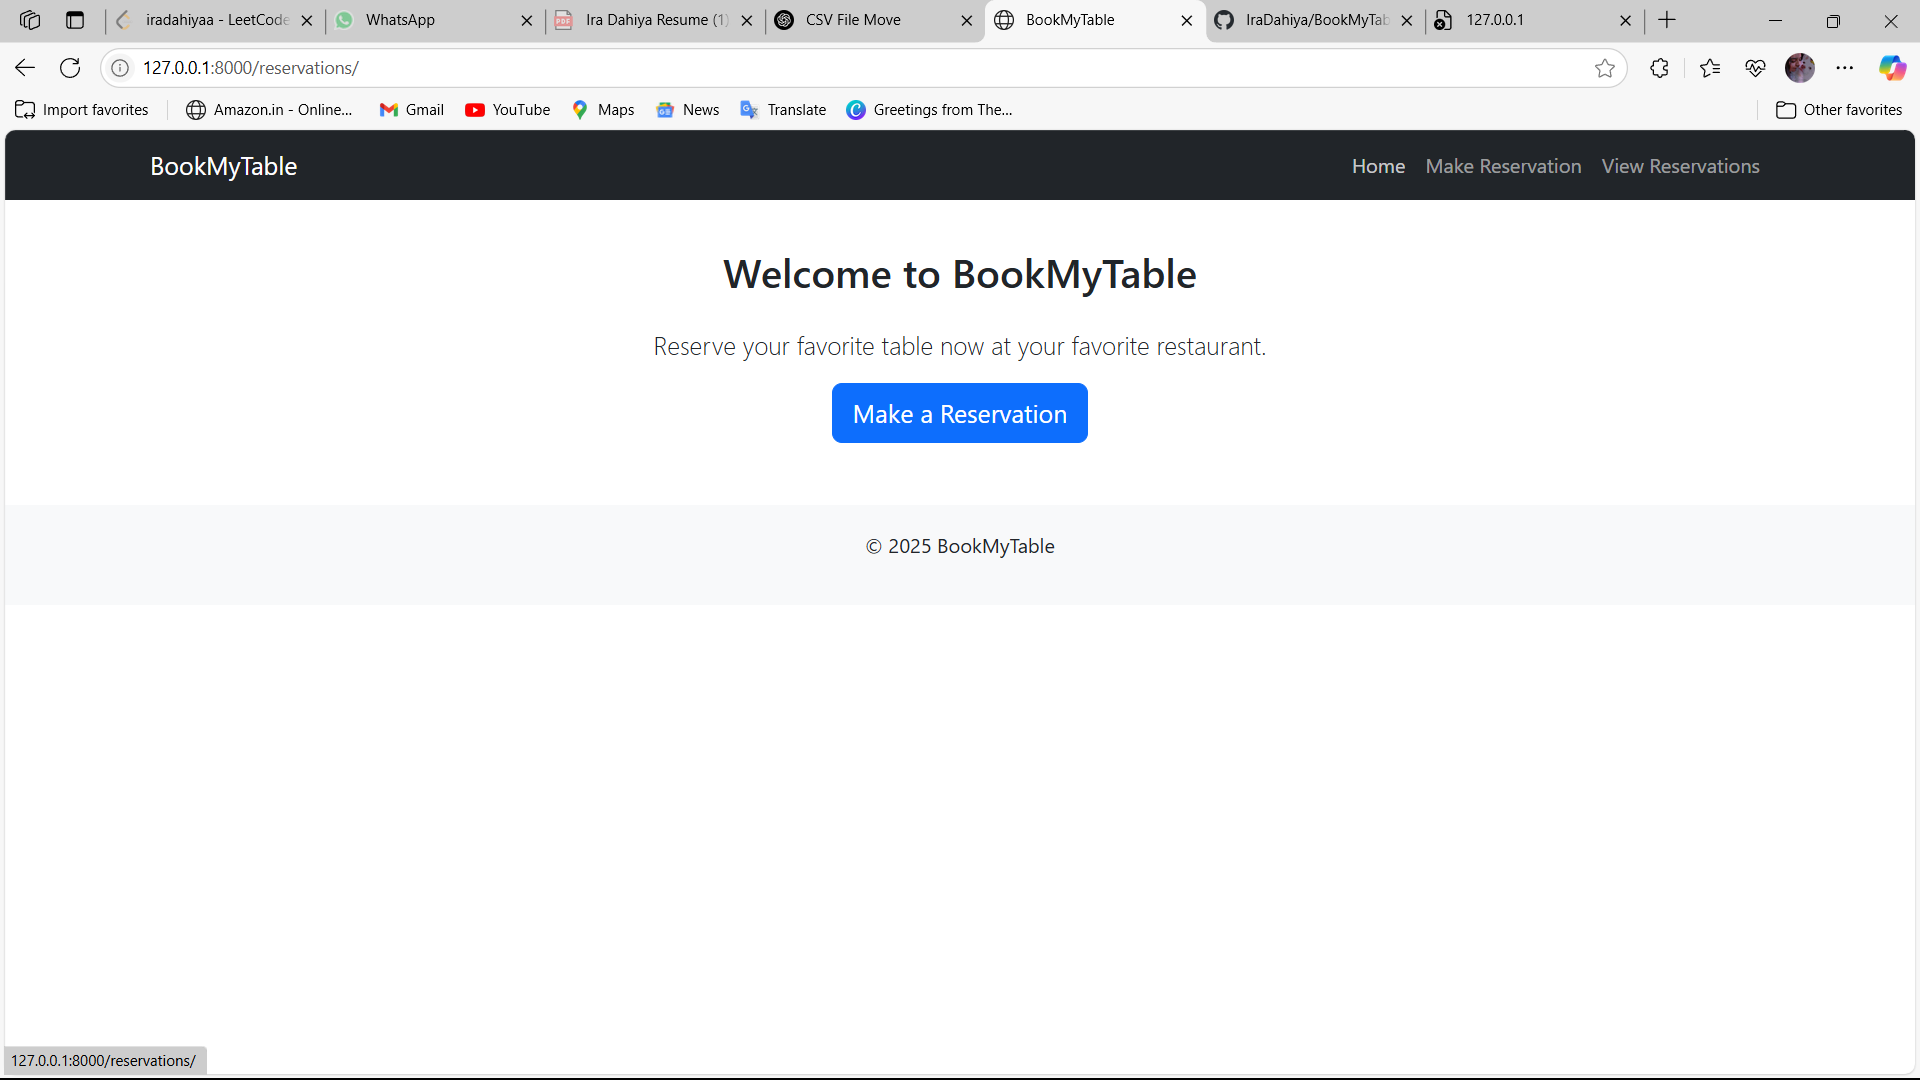 iradahiyaa - LeetCode
WhatsApp
Ira Dahiya Resume (1)
CSV File Move
BookMyTable
IraDahiya/BookMyTab
127.0.0.1
127.0.0.1:8000/reservations/
Import favorites
Amazon.in - Online...
Gmail
YouTube
Maps
News
Translate
Greetings from The...
Other favorites
BookMyTable
Home
Make Reservation
View Reservations
Welcome to BookMyTable
Reserve your favorite table now at your favorite restaurant.
Make a Reservation
© 2025 BookMyTable
127.0.0.1:8000/reservations/